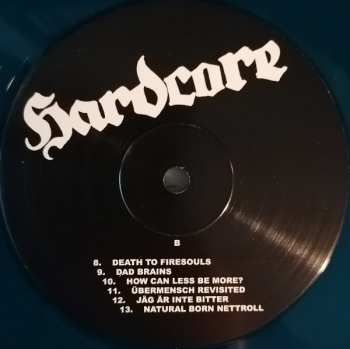 Hardcore
B
8. DEATH TO FIRESOULS
9. DAD BRAINS
10. HOW CAN LESS BE MORE?
11. ÜBERMENSCH REVISITED
12. JÄG ÄR INTE BITTER
13. NATURAL BORN NETTROLL